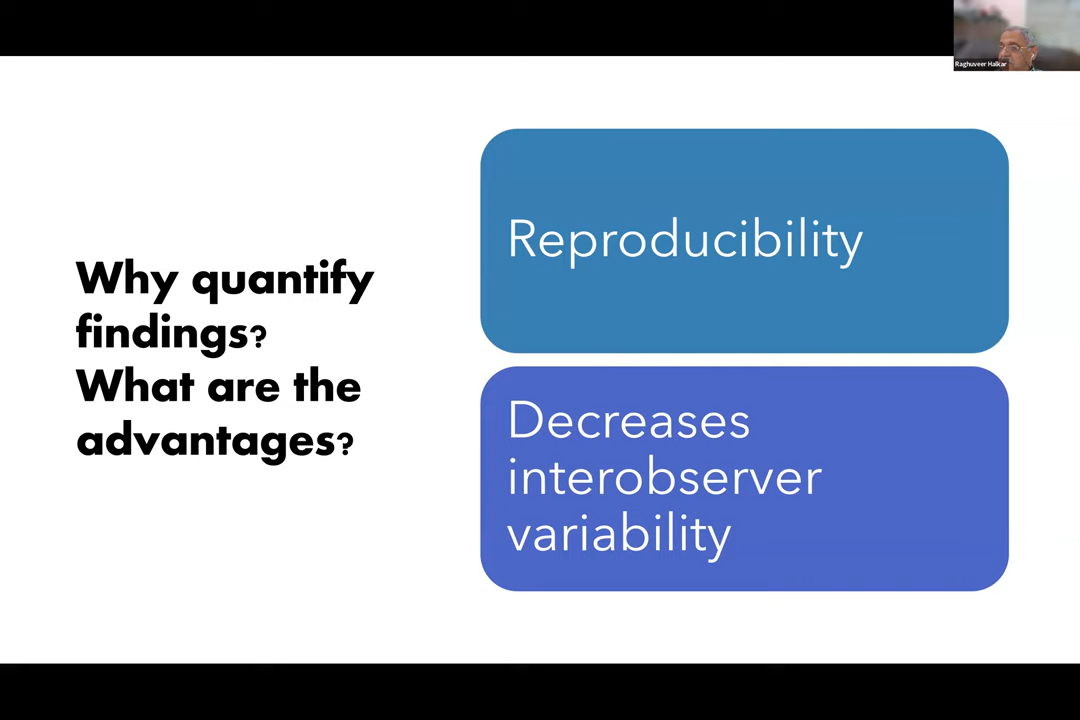 Raghuveer Halkar
Why quantify
findings?
What are the
advantages?
Reproducibility
Decreases
interobserver
variability